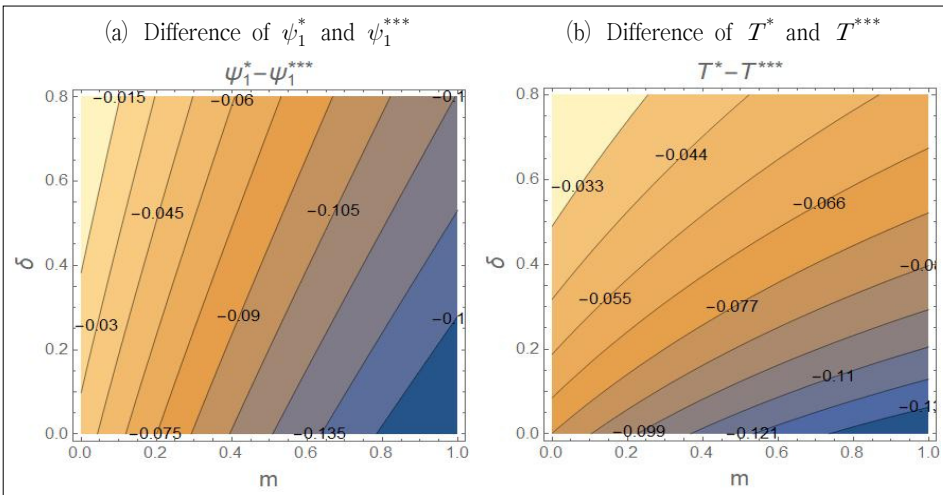 (a) Difference of ψ₁* and ψ₁***
(b) Difference of T* and T***
ψ₁*−ψ₁***
T*−T***
0.8
0.6
0.4
0.2
0.0
δ
0.0 0.2 0.4 0.6 0.8 1.0
m
−0.015
−0.06
−0.045
−0.105
−0.03
−0.09
−0.075
−0.135
0.8
0.6
0.4
0.2
0.0
δ
0.0 0.2 0.4 0.6 0.8 1.0
m
−0.044
−0.033
−0.066
−0.055
−0.077
−0.11
−0.099
−0.121